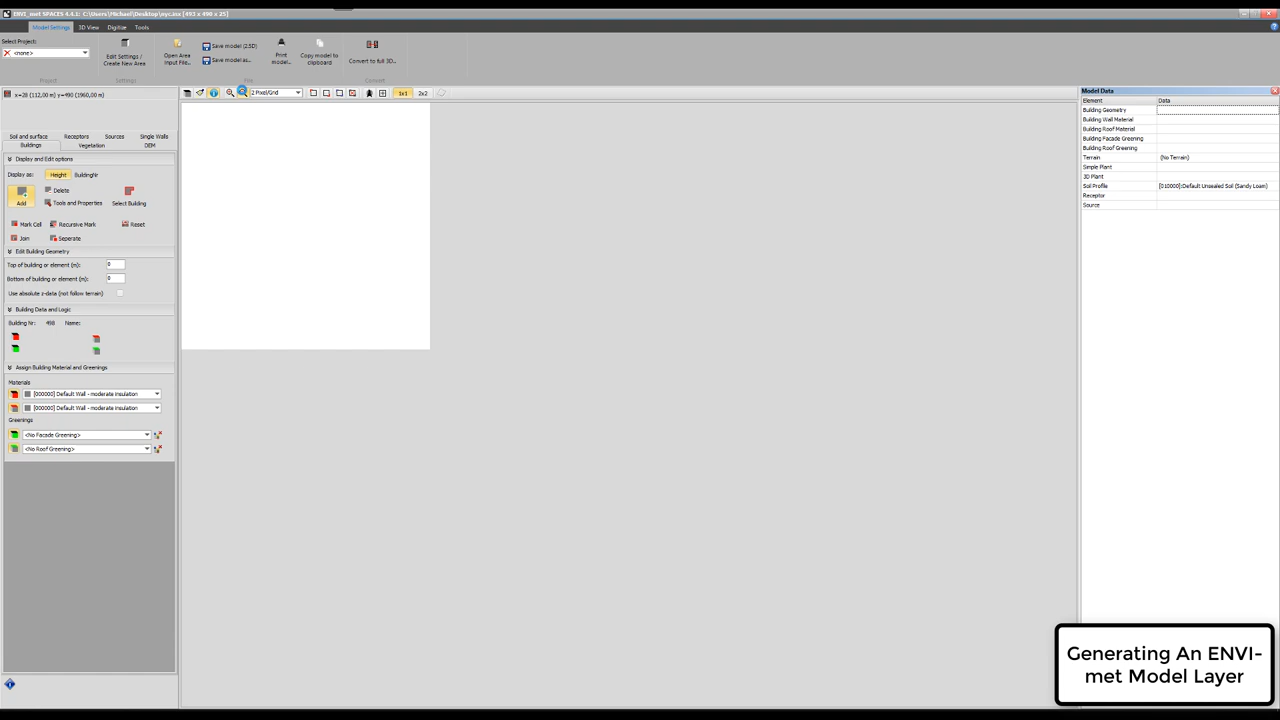 ENVI_met SPACES 4.4.1: C:\Users\Michael\Desktop\nyc.inx [493 x 490 x 25]
Model Settings 3D View Digitize Tools
Select Project:
<none>
Edit Settings /
Create New Area
Open Area
Input File...
Save model (2.5D)
Save model as...
Print
model...
Copy model to
clipboard
Convert to full 3D...
Project Settings File Convert
x=28 (112,00 m) y=490 (1960,00 m)
2 Pixel/Grid
1x1 2x2
Soil and surface Receptors Sources Single Walls
Buildings Vegetation DEM
Display and Edit options
Display as: Height BuildingNr
Add
Delete
Tools and Properties
Select Building
Mark Cell Recursive Mark Reset
Join Seperate
Edit Building Geometry
Top of building or element (m): 0
Bottom of building or element (m): 0
Use absolute z-data (not follow terrain)
Building Data and Logic
Building Nr: 498 Name:
Assign Building Material and Greenings
Materials
[000000] Default Wall - moderate insulation
[000000] Default Wall - moderate insulation
Greenings
<No Facade Greening>
<No Roof Greening>
Model Data
Element Data
Building Geometry
Building Wall Material
Building Roof Material
Building Facade Greening
Building Roof Greening
Terrain (No Terrain)
Simple Plant
3D Plant
Soil Profile [010000]:Default Unsealed Soil (Sandy Loam)
Receptor
Source
Generating An ENVI-
met Model Layer